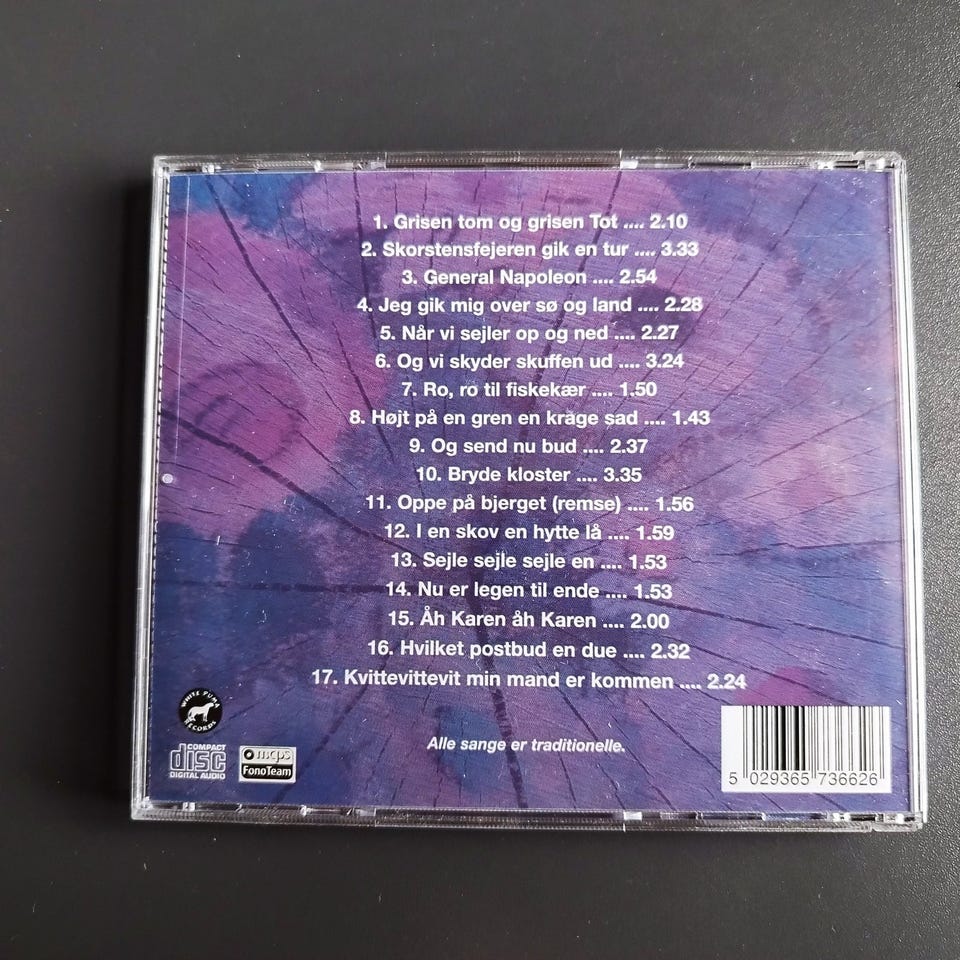 1. Grisen tom og grisen Tot .... 2.10
2. Skorstensfejeren gik en tur .... 3.33
3. General Napoleon .... 2.54
4. Jeg gik mig over sø og land .... 2.28
5. Når vi sejler op og ned .... 2.27
6. Og vi skyder skuffen ud .... 3.24
7. Ro, ro til fiskekær .... 1.50
8. Højt på en gren en krage sad .... 1.43
9. Og send nu bud .... 2.37
10. Bryde kloster .... 3.35
11. Oppe på bjerget (remse) .... 1.56
12. I en skov en hytte lå .... 1.59
13. Sejle sejle sejle en .... 1.53
14. Nu er legen til ende .... 1.53
15. Åh Karen åh Karen .... 2.00
16. Hvilket postbud en due .... 2.32
17. Kvittevittevit min mand er kommen .... 2.24
WHITE PUMA RECORDS
COMPACT
disc
DIGITAL AUDIO
mcps
FonoTeam
Alle sange er traditionelle.
5 029365 736626